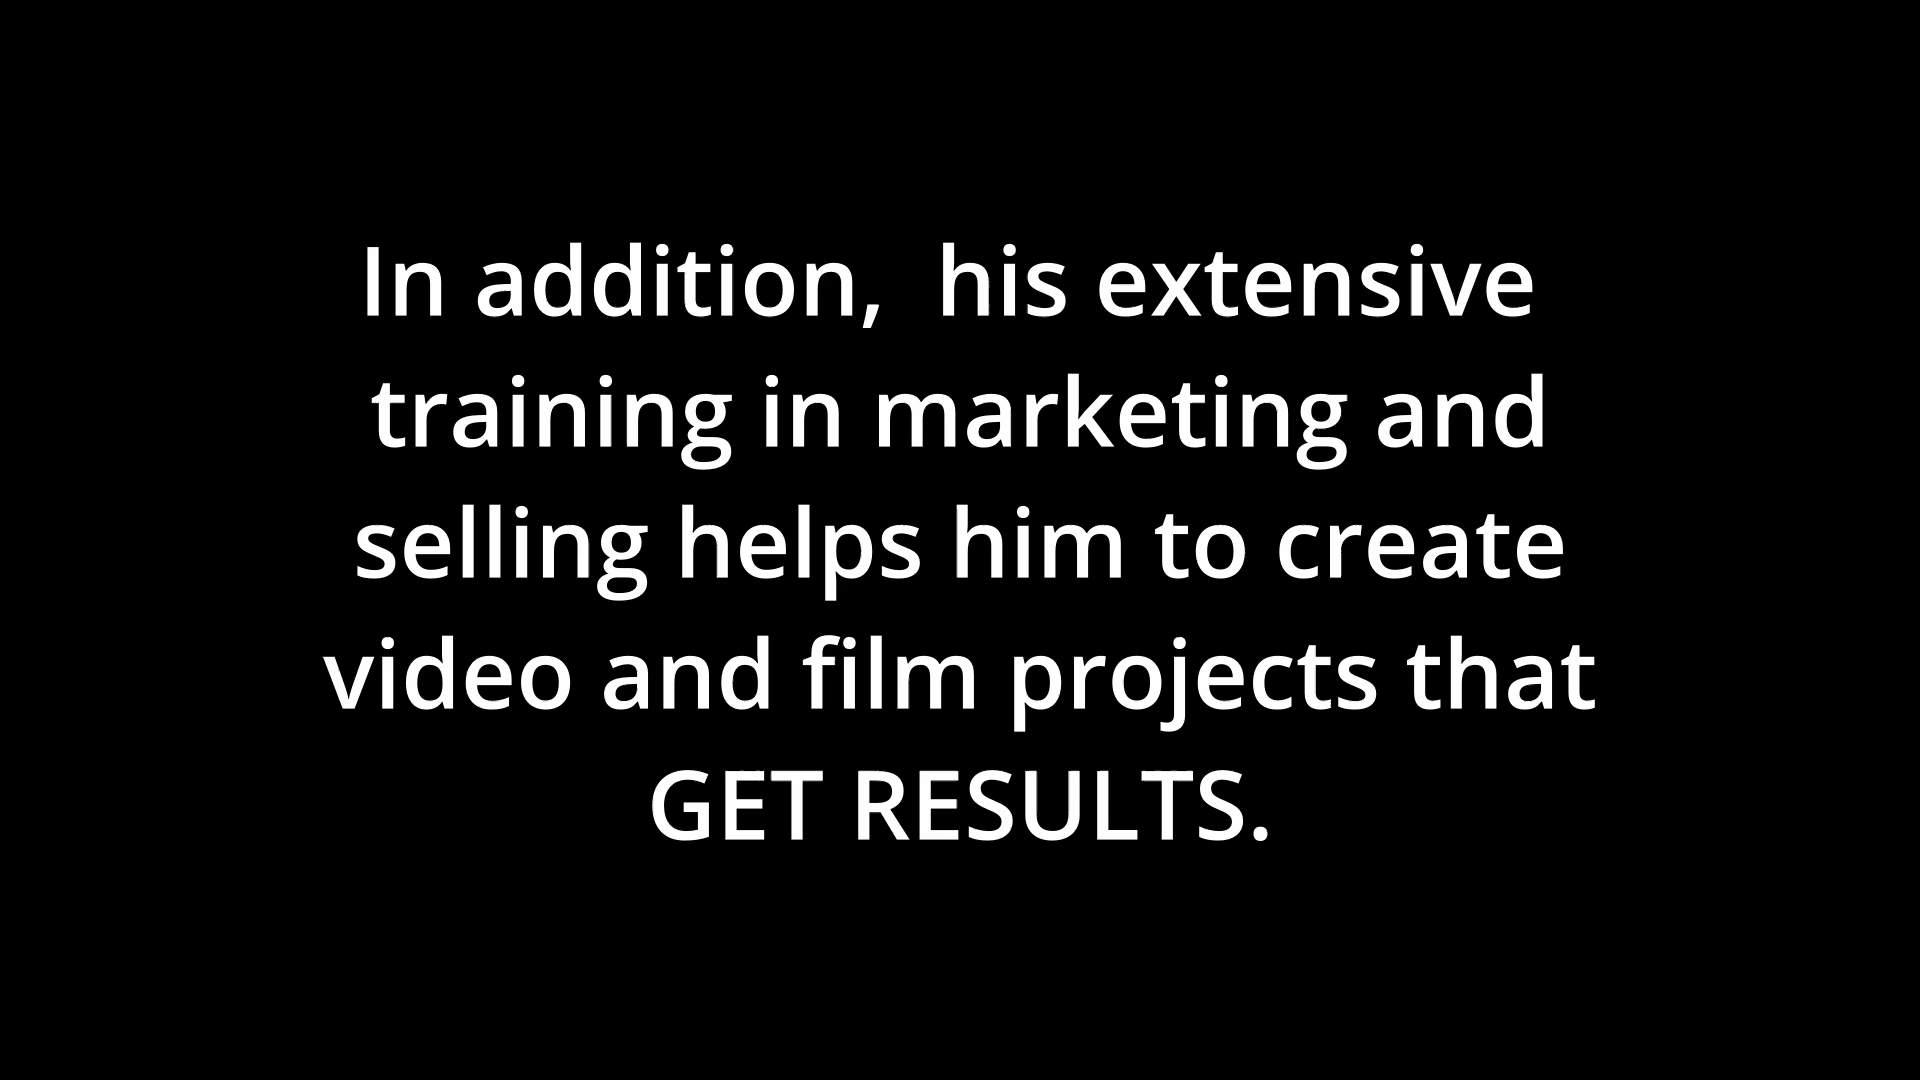 In addition,  his extensive
training in marketing and
selling helps him to create
video and film projects that
GET RESULTS.